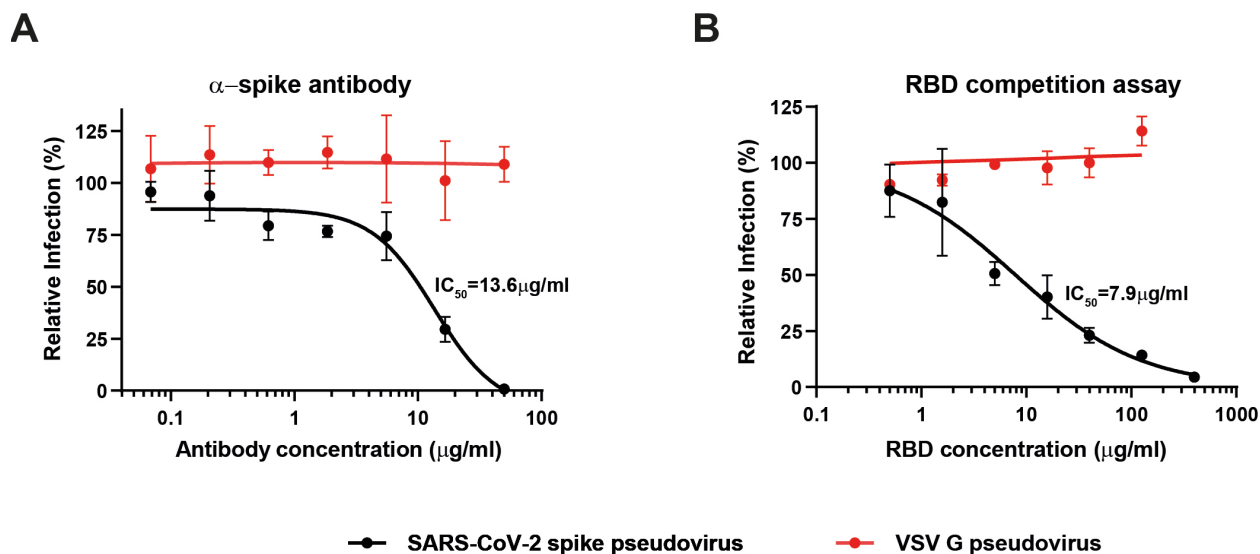 A
α–spike antibody
Relative Infection (%)
125
100
75
50
25
0
IC50=13.6μg/ml
0.1 1 10 100
Antibody concentration (μg/ml)
B
RBD competition assay
Relative Infection (%)
125
100
75
50
25
0
IC50=7.9μg/ml
0.1 1 10 100 1000
RBD concentration (μg/ml)
SARS-CoV-2 spike pseudovirus VSV G pseudovirus